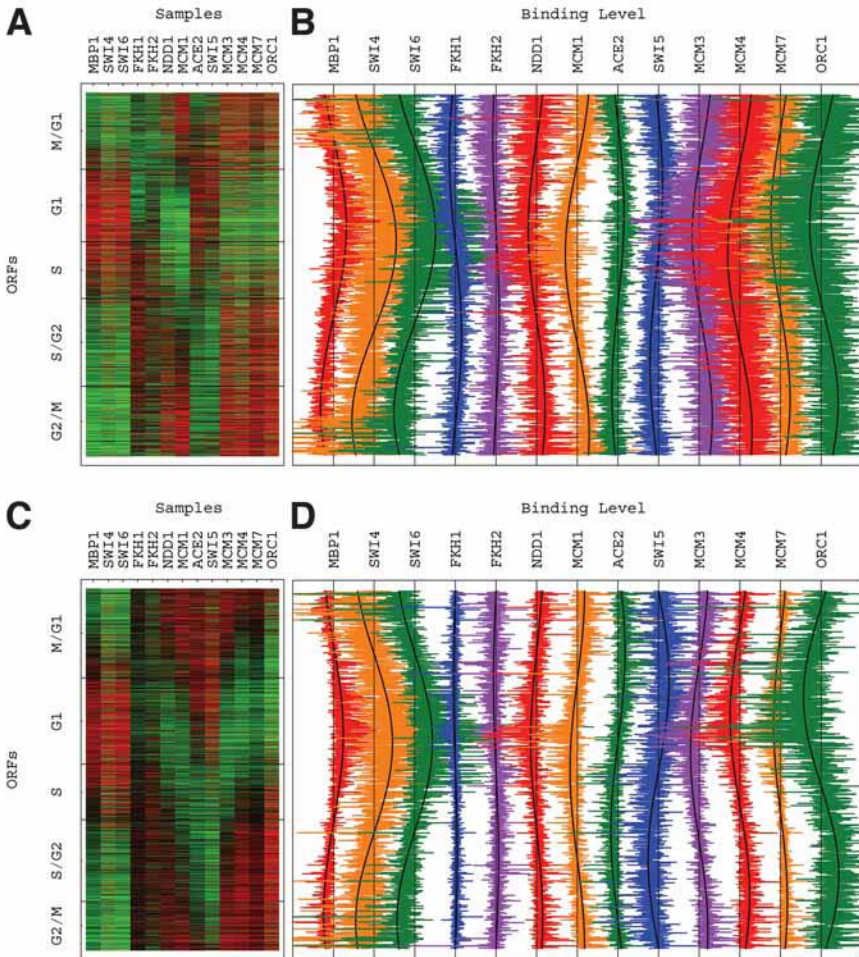 A
Samples
MBP1
SWI4
SWI6
FKH1
FKH2
NDD1
MCM1
ACE2
SWI5
MCM3
MCM4
MCM7
ORC1
ORFs
M/G1
G1
S
S/G2
G2/M
B
Binding Level
MBP1
SWI4
SWI6
FKH1
FKH2
NDD1
MCM1
ACE2
SWI5
MCM3
MCM4
MCM7
ORC1
C
Samples
MBP1
SWI4
SWI6
FKH1
FKH2
NDD1
MCM1
ACE2
SWI5
MCM3
MCM4
MCM7
ORC1
ORFs
M/G1
G1
S
S/G2
G2/M
D
Binding Level
MBP1
SWI4
SWI6
FKH1
FKH2
NDD1
MCM1
ACE2
SWI5
MCM3
MCM4
MCM7
ORC1